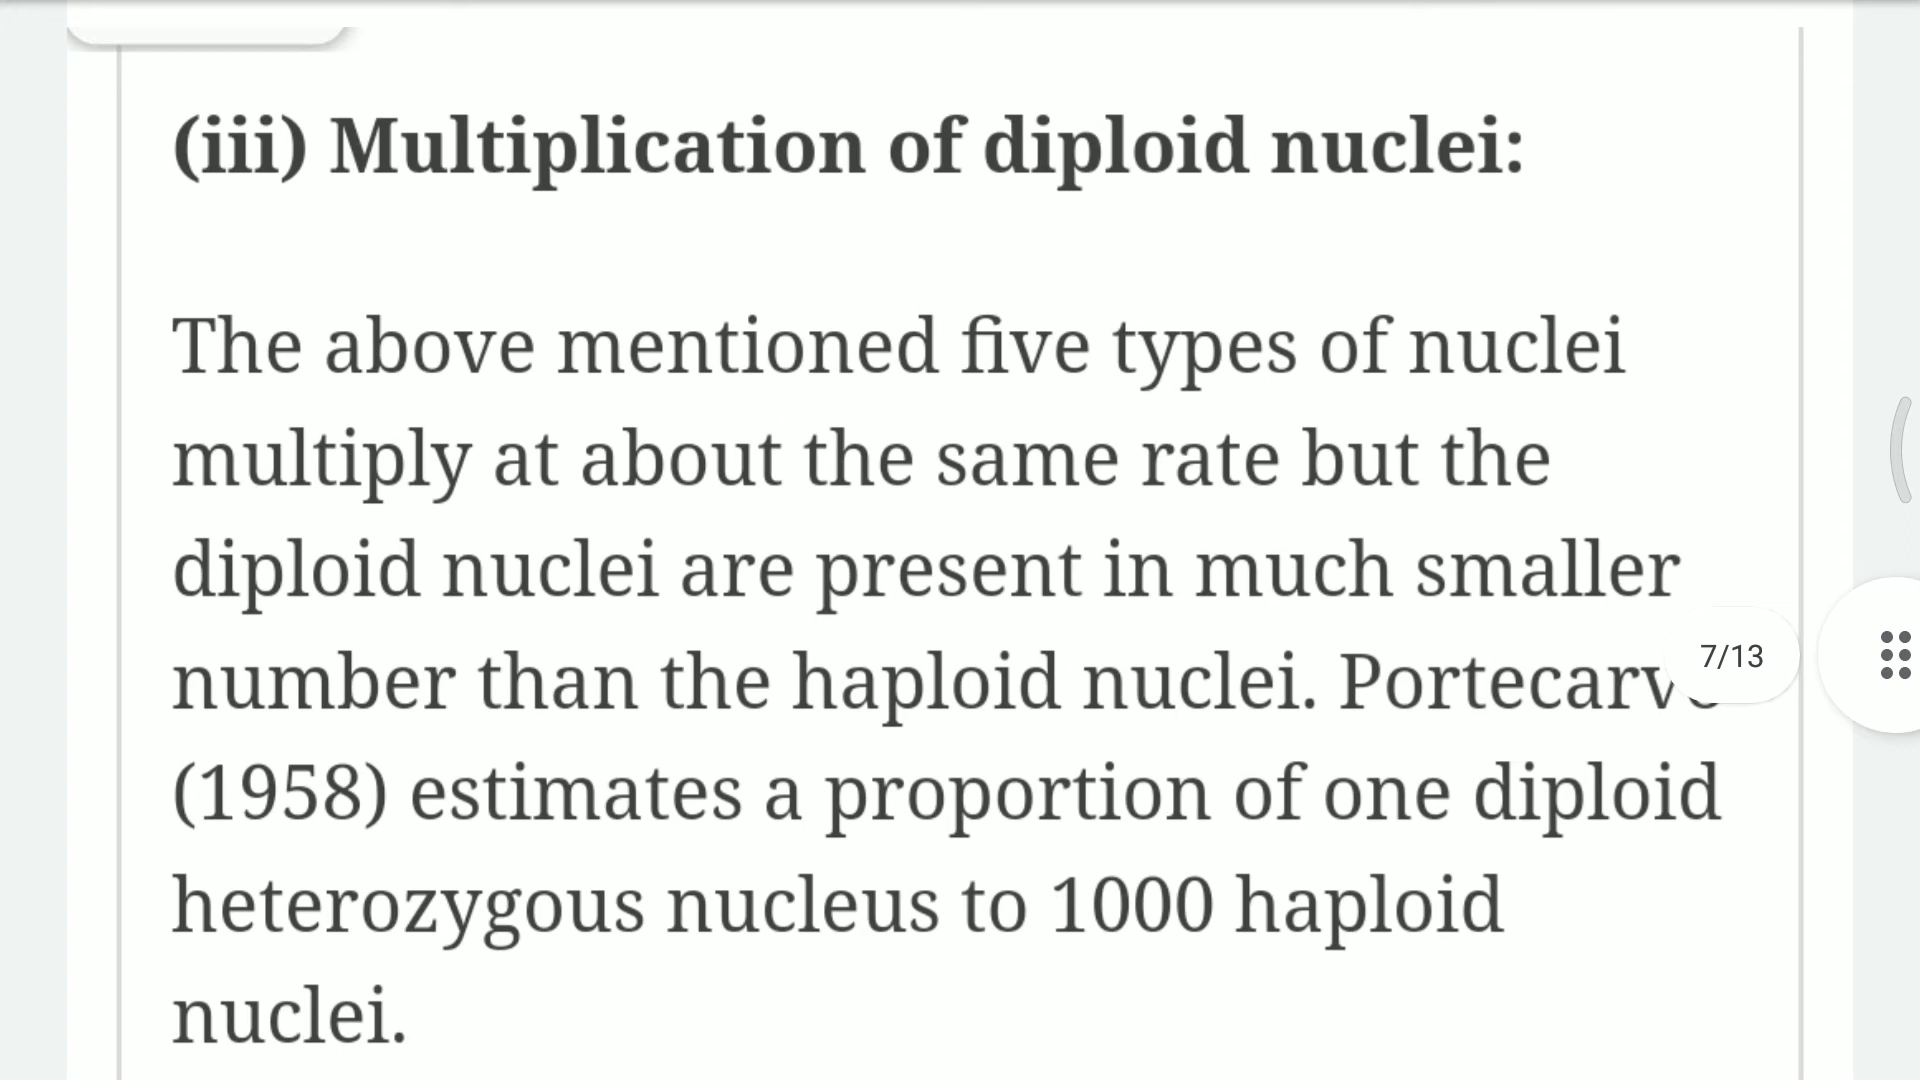 (iii) Multiplication of diploid nuclei:
The above mentioned five types of nuclei
multiply at about the same rate but the
diploid nuclei are present in much smaller
number than the haploid nuclei.
7/13
(1958) estimates a proportion of one diploid
heterozygous nucleus to 1000 haploid
nuclei.